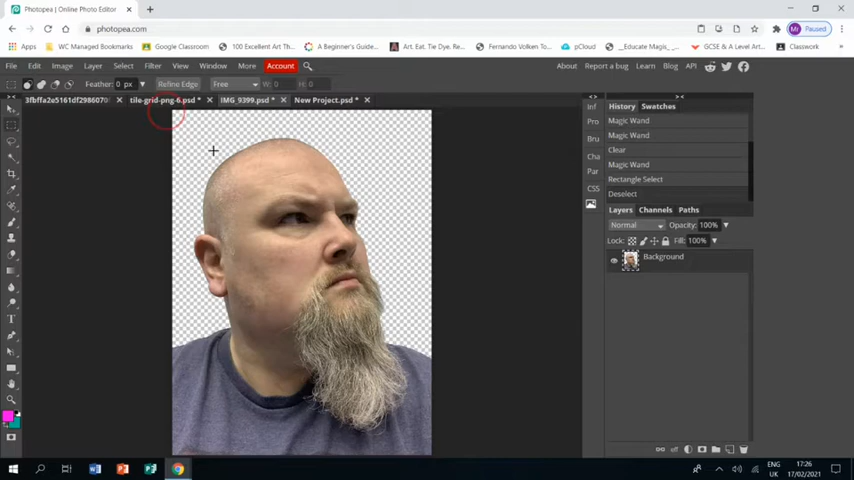 Photopea | Online Photo Editor
photopea.com
Paused
Apps
WC Managed Bookmarks
Google Classroom
100 Excellent Art Th...
A Beginner's Guide...
Art. Eat. Tie Dye. Re...
Fernando Volken To...
pCloud
__Educate Magis_...
GCSE & A Level Art...
Classwork
File Edit Image Layer Select Filter View Window More Account
About Report a bug Learn Blog API
Feather: 0 px Refine Edge Free W: 0 H: 0
tile-grid-png-6.psd * IMG_9399.psd * New Project.psd *
Inf
Pro
Bru
Cha
Par
CSS
History Swatches
Magic Wand
Magic Wand
Clear
Magic Wand
Rectangle Select
Deselect
Layers Channels Paths
Normal Opacity: 100%
Lock: Fill: 100%
Background
eff
ENG
UK
17:26
17/02/2021